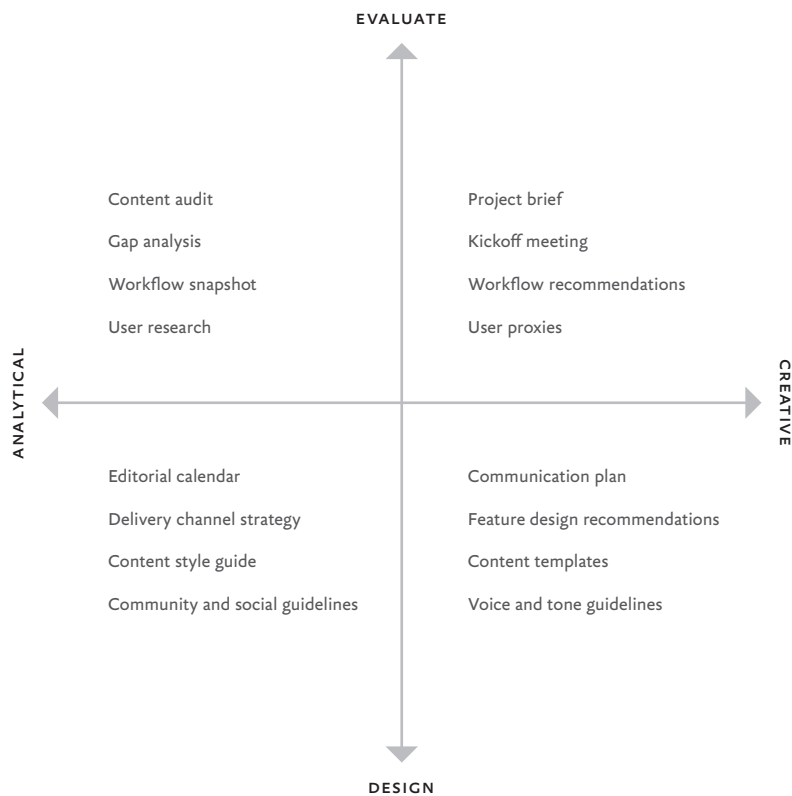 EVALUATE
Content audit
Gap analysis
Workflow snapshot
User research
Project brief
Kickoff meeting
Workflow recommendations
User proxies
ANALYTICAL
CREATIVE
Editorial calendar
Delivery channel strategy
Content style guide
Community and social guidelines
Communication plan
Feature design recommendations
Content templates
Voice and tone guidelines
DESIGN